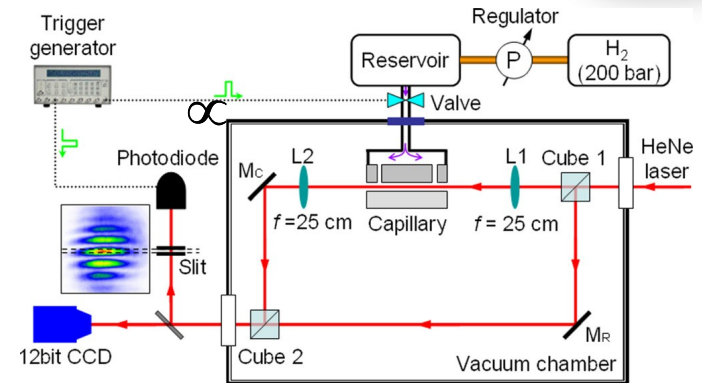 Trigger
generator
Regulator
Reservoir
P
H2
(200 bar)
Valve
∝
HeNe
laser
Photodiode
MC
L2
L1
Cube 1
f=25 cm
Capillary
f = 25 cm
Slit
12bit CCD
Cube 2
MR
Vacuum chamber